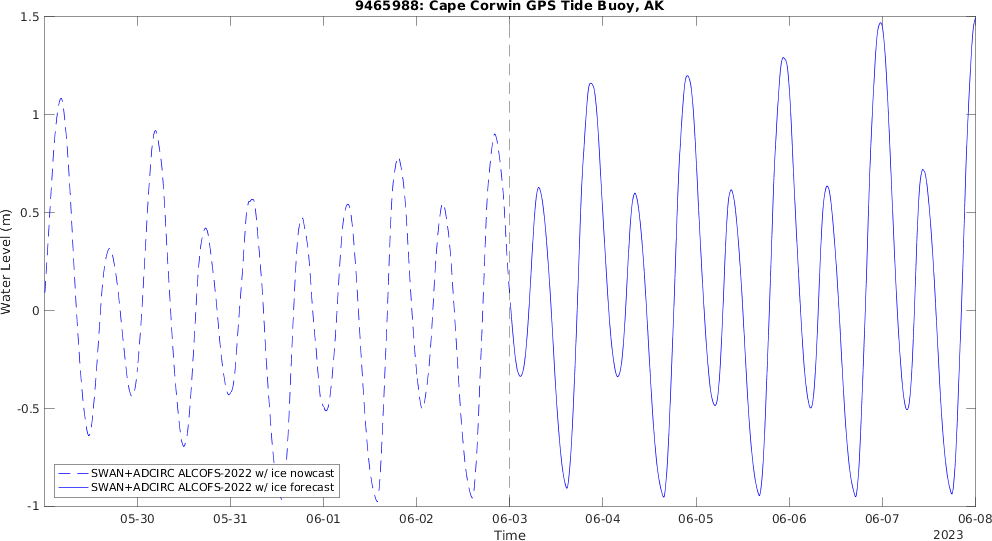 9465988: Cape Corwin GPS Tide Buoy, AK
1.5
1
0.5
0
-0.5
-1
Water Level (m)
SWAN+ADCIRC ALCOFS-2022 w/ ice nowcast
SWAN+ADCIRC ALCOFS-2022 w/ ice forecast
05-30 05-31 06-01 06-02 06-03 06-04 06-05 06-06 06-07 06-08
Time
2023